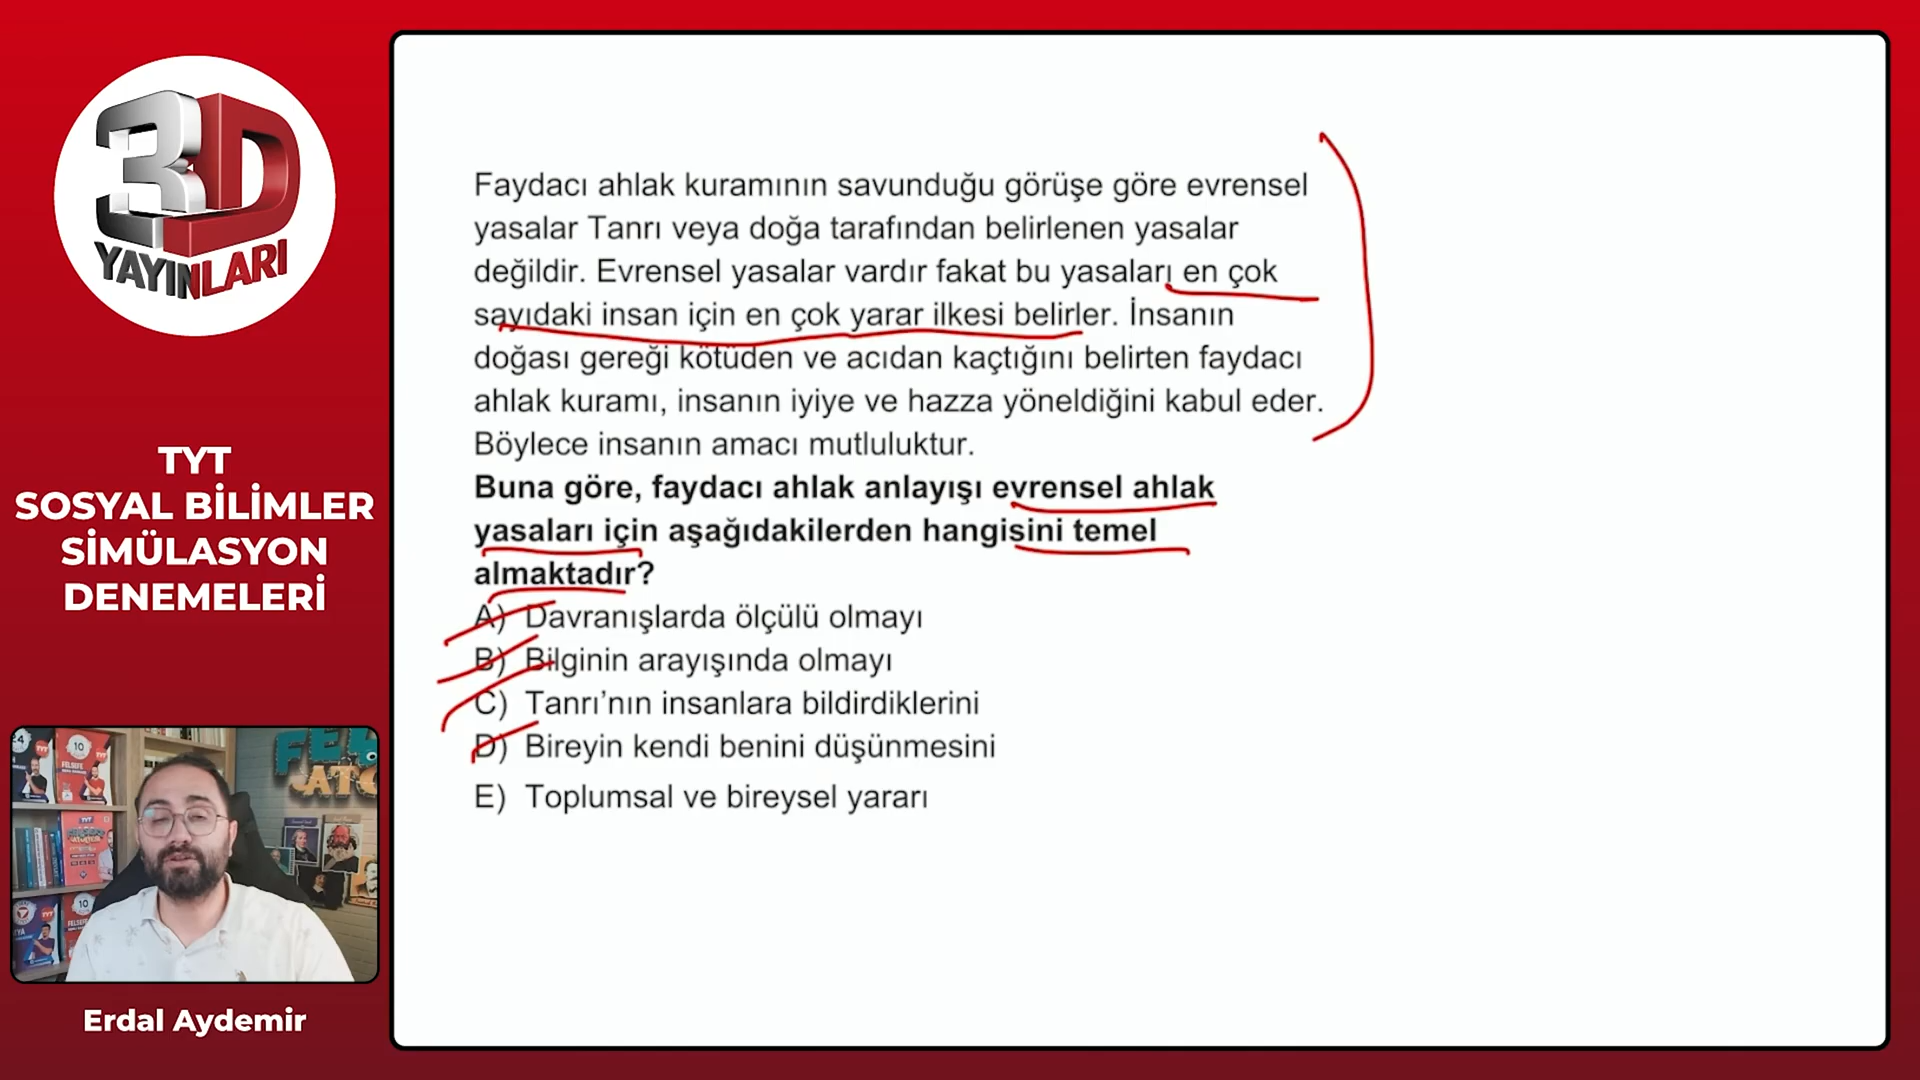 3D
YAYINLARI
TYT
SOSYAL BİLİMLER
SİMÜLASYON
DENEMELERİ
Erdal Aydemir
Faydacı ahlak kuramının savunduğu görüşe göre evrensel
yasalar Tanrı veya doğa tarafından belirlenen yasalar
değildir. Evrensel yasalar vardır fakat bu yasaları en çok
sayıdaki insan için en çok yarar ilkesi belirler. İnsanın
doğası gereği kötüden ve acıdan kaçtığını belirten faydacı
ahlak kuramı, insanın iyiye ve hazza yöneldiğini kabul eder.
Böylece insanın amacı mutluluktur.
Buna göre, faydacı ahlak anlayışı evrensel ahlak
yasaları için aşağıdakilerden hangisini temel
almaktadır?
A) Davranışlarda ölçülü olmayı
B) Bilginin arayışında olmayı
C) Tanrı’nın insanlara bildirdiklerini
D) Bireyin kendi benini düşünmesini
E) Toplumsal ve bireysel yararı